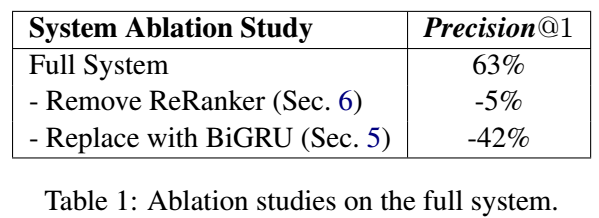 System Ablation Study Precision@1
Full System 63%
- Remove ReRanker (Sec. 6) -5%
- Replace with BiGRU (Sec. 5) -42%
Table 1: Ablation studies on the full system.